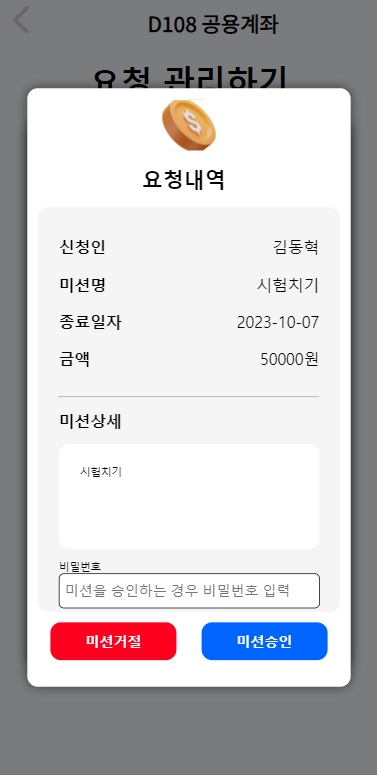 D108 공용계좌
요청 관리하기
요청내역
신청인 김동혁
미션명 시험치기
종료일자 2023-10-07
금액 50000원
미션상세
시험치기
비밀번호
미션을 승인하는 경우 비밀번호 입력
미션거절 미션승인